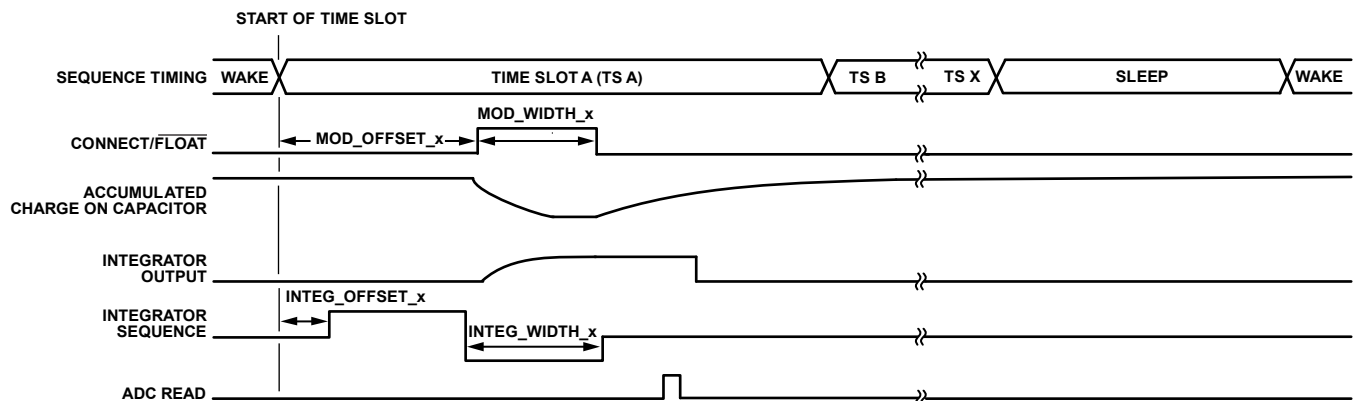 START OF TIME SLOT
SEQUENCE TIMING
WAKE
TIME SLOT A (TS A)
TS B
TS X
SLEEP
WAKE
CONNECT/FLOAT
MOD_OFFSET_x
MOD_WIDTH_x
ACCUMULATED
CHARGE ON CAPACITOR
INTEGRATOR
OUTPUT
INTEGRATOR
SEQUENCE
INTEG_OFFSET_x
INTEG_WIDTH_x
ADC READ